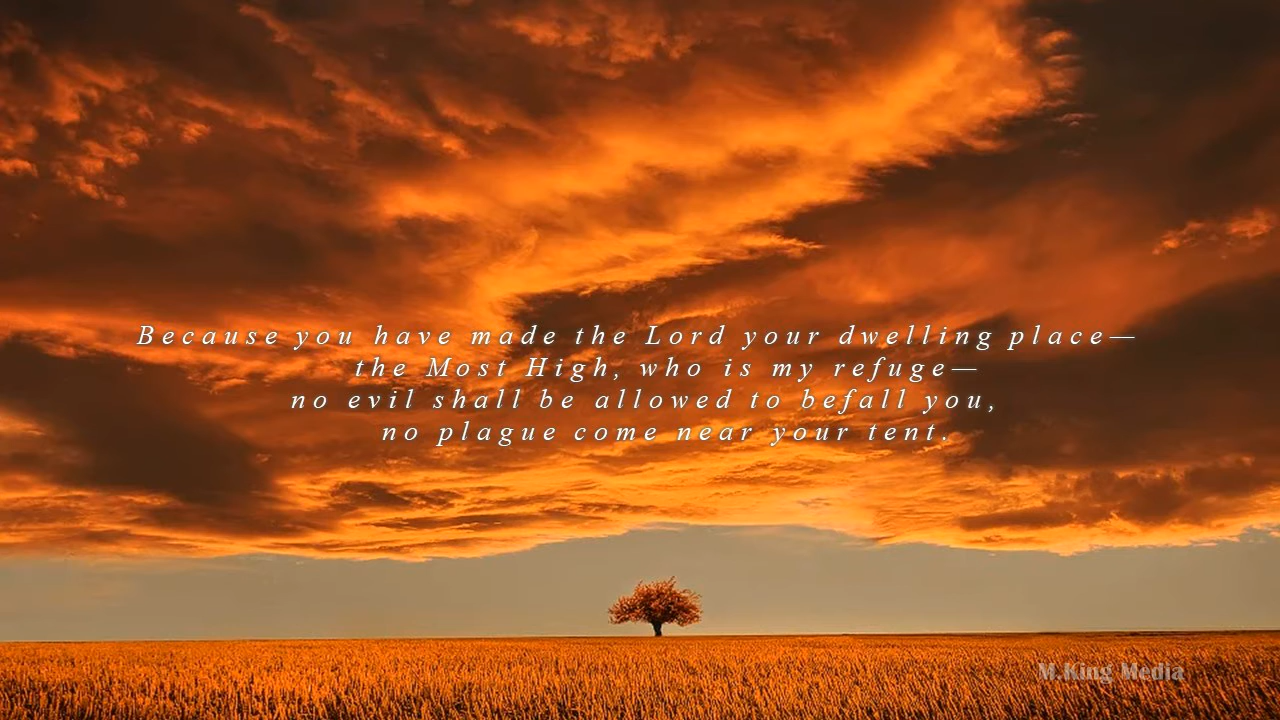 Because you have made the Lord your dwelling place—
the Most High, who is my refuge—
no evil shall be allowed to befall you,
no plague come near your tent.
M.King Media